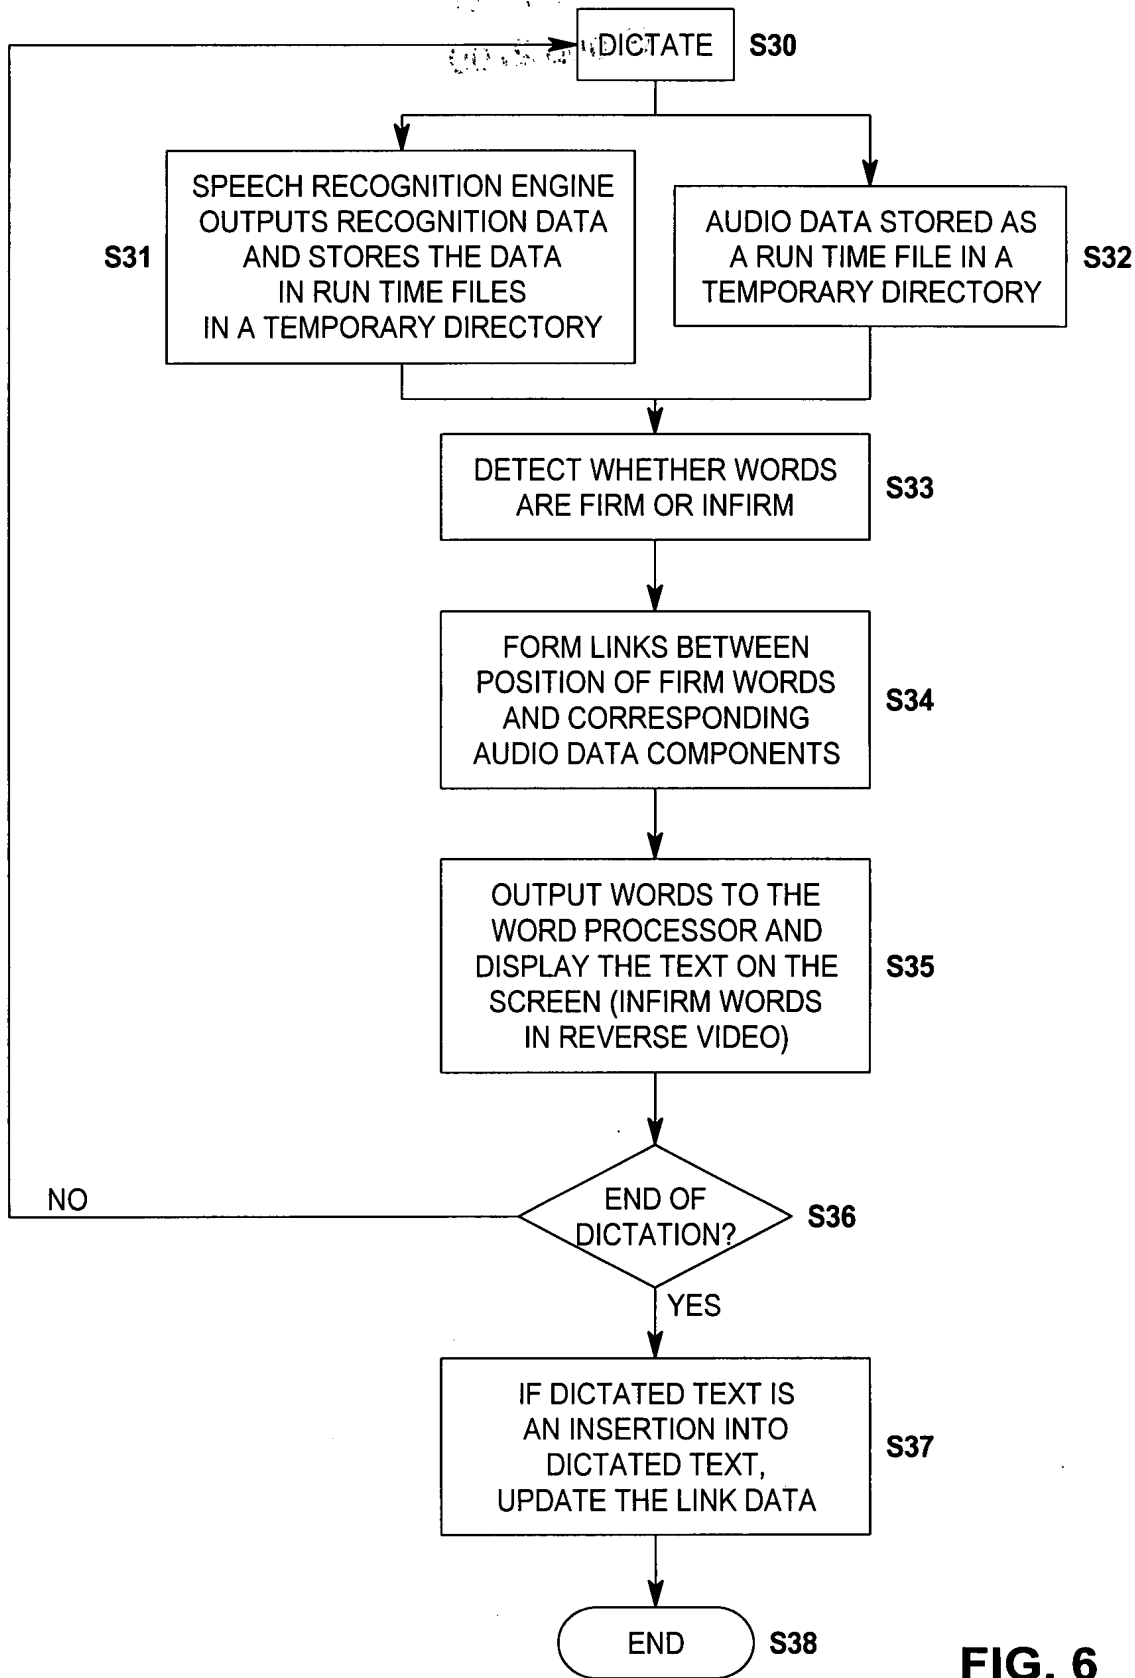 DICTATE
S30
SPEECH RECOGNITION ENGINE
OUTPUTS RECOGNITION DATA
AND STORES THE DATA
IN RUN TIME FILES
IN A TEMPORARY DIRECTORY
S31
AUDIO DATA STORED AS
A RUN TIME FILE IN A
TEMPORARY DIRECTORY
S32
DETECT WHETHER WORDS
ARE FIRM OR INFIRM
S33
FORM LINKS BETWEEN
POSITION OF FIRM WORDS
AND CORRESPONDING
AUDIO DATA COMPONENTS
S34
OUTPUT WORDS TO THE
WORD PROCESSOR AND
DISPLAY THE TEXT ON THE
SCREEN (INFIRM WORDS
IN REVERSE VIDEO)
S35
END OF
DICTATION?
S36
NO
YES
IF DICTATED TEXT IS
AN INSERTION INTO
DICTATED TEXT,
UPDATE THE LINK DATA
S37
END
S38
FIG. 6